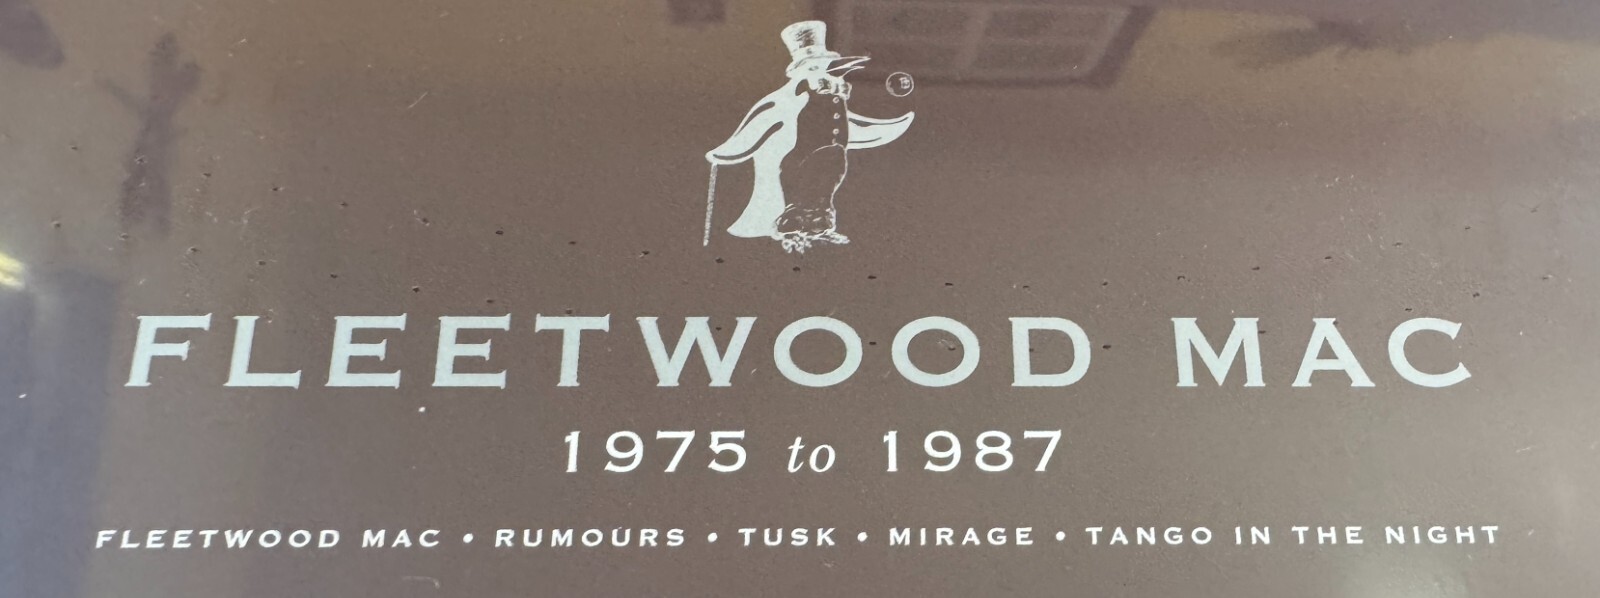 FLEETWOOD MAC
1975 to 1987
FLEETWOOD MAC • RUMOURS • TUSK • MIRAGE • TANGO IN THE NIGHT